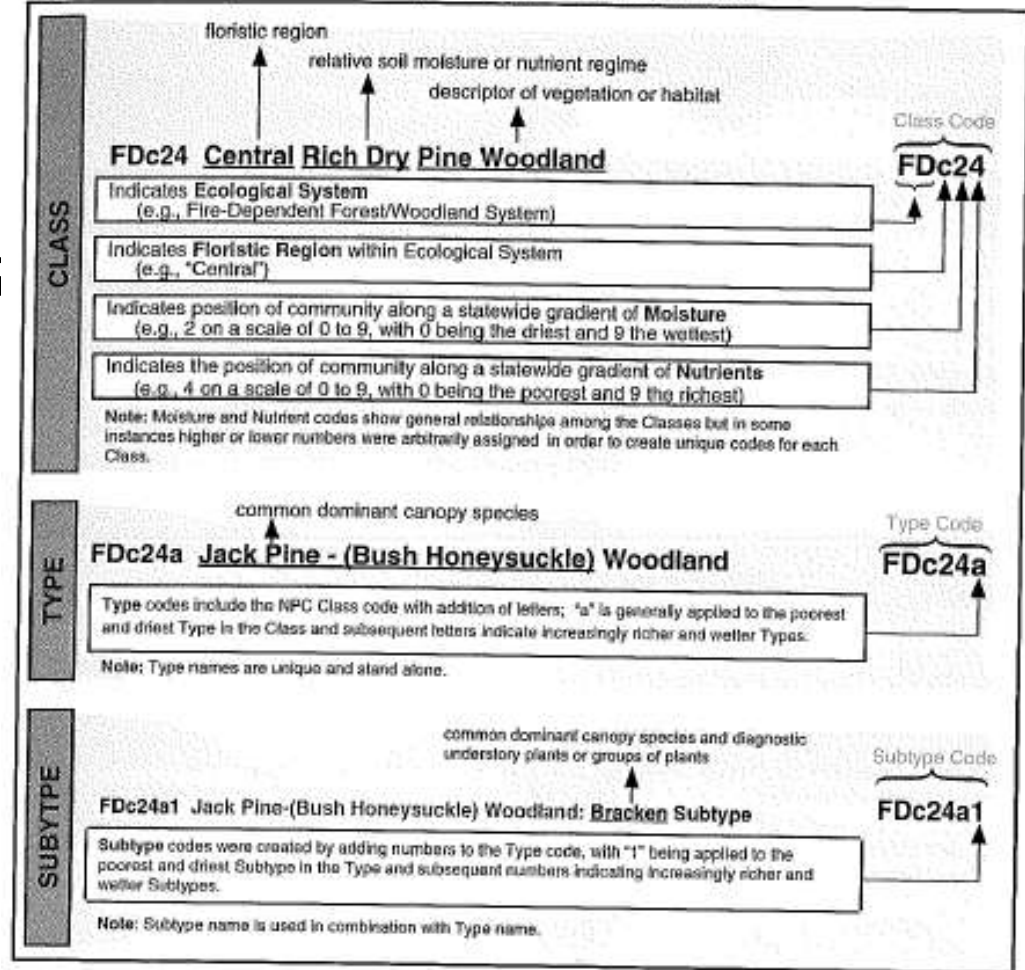 floristic region
relative soil moisture or nutrient regime
descriptor of vegetation or habitat
Class Code
FDc24 Central Rich Dry Pine Woodland
FDc24
CLASS
Indicates Ecological System
(e.g., Fire-Dependent Forest/Woodland System)
Indicates Floristic Region within Ecological System
(e.g., "Central")
Indicates position of community along a statewide gradient of Moisture
(e.g., 2 on a scale of 0 to 9, with 0 being the driest and 9 the wettest)
Indicates the position of community along a statewide gradient of Nutrients
(e.g., 4 on a scale of 0 to 9, with 0 being the poorest and 9 the richest)
Note: Moisture and Nutrient codes show general relationships among the Classes but in some
instances higher or lower numbers were arbitrarily assigned in order to create unique codes for each
Class.
common dominant canopy species
Type Code
TYPE
FDc24a Jack Pine - (Bush Honeysuckle) Woodland
FDc24a
Type codes include the NPC Class code with addition of letters; "a" is generally applied to the poorest
and driest Type in the Class and subsequent letters indicate increasingly richer and wetter Types.
Note: Type names are unique and stand alone.
common dominant canopy species and diagnostic
understory plants or groups of plants
Subtype Code
SUBYTPE
FDc24a1 Jack Pine-(Bush Honeysuckle) Woodland: Bracken Subtype
FDc24a1
Subtype codes were created by adding numbers to the Type code, with "1" being applied to the
poorest and driest Subtype in the Type and subsequent numbers indicating increasingly richer and
wetter Subtypes.
Note: Subtype name is used in combination with Type name.